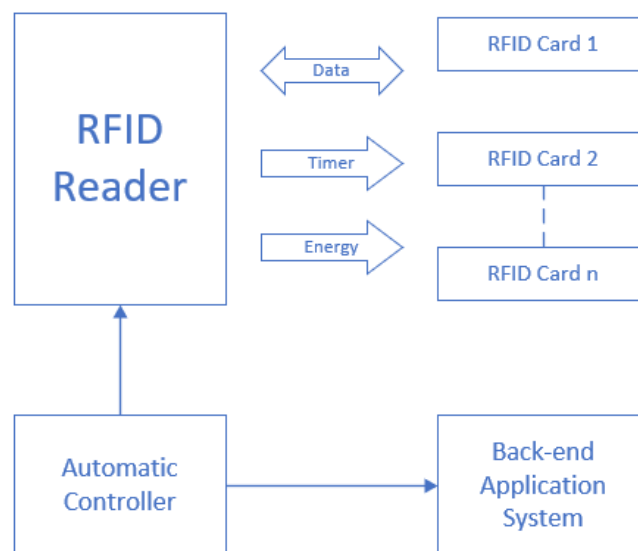 RFID
Reader
Data
Timer
Energy
RFID Card 1
RFID Card 2
RFID Card n
Automatic
Controller
Back-end
Application
System